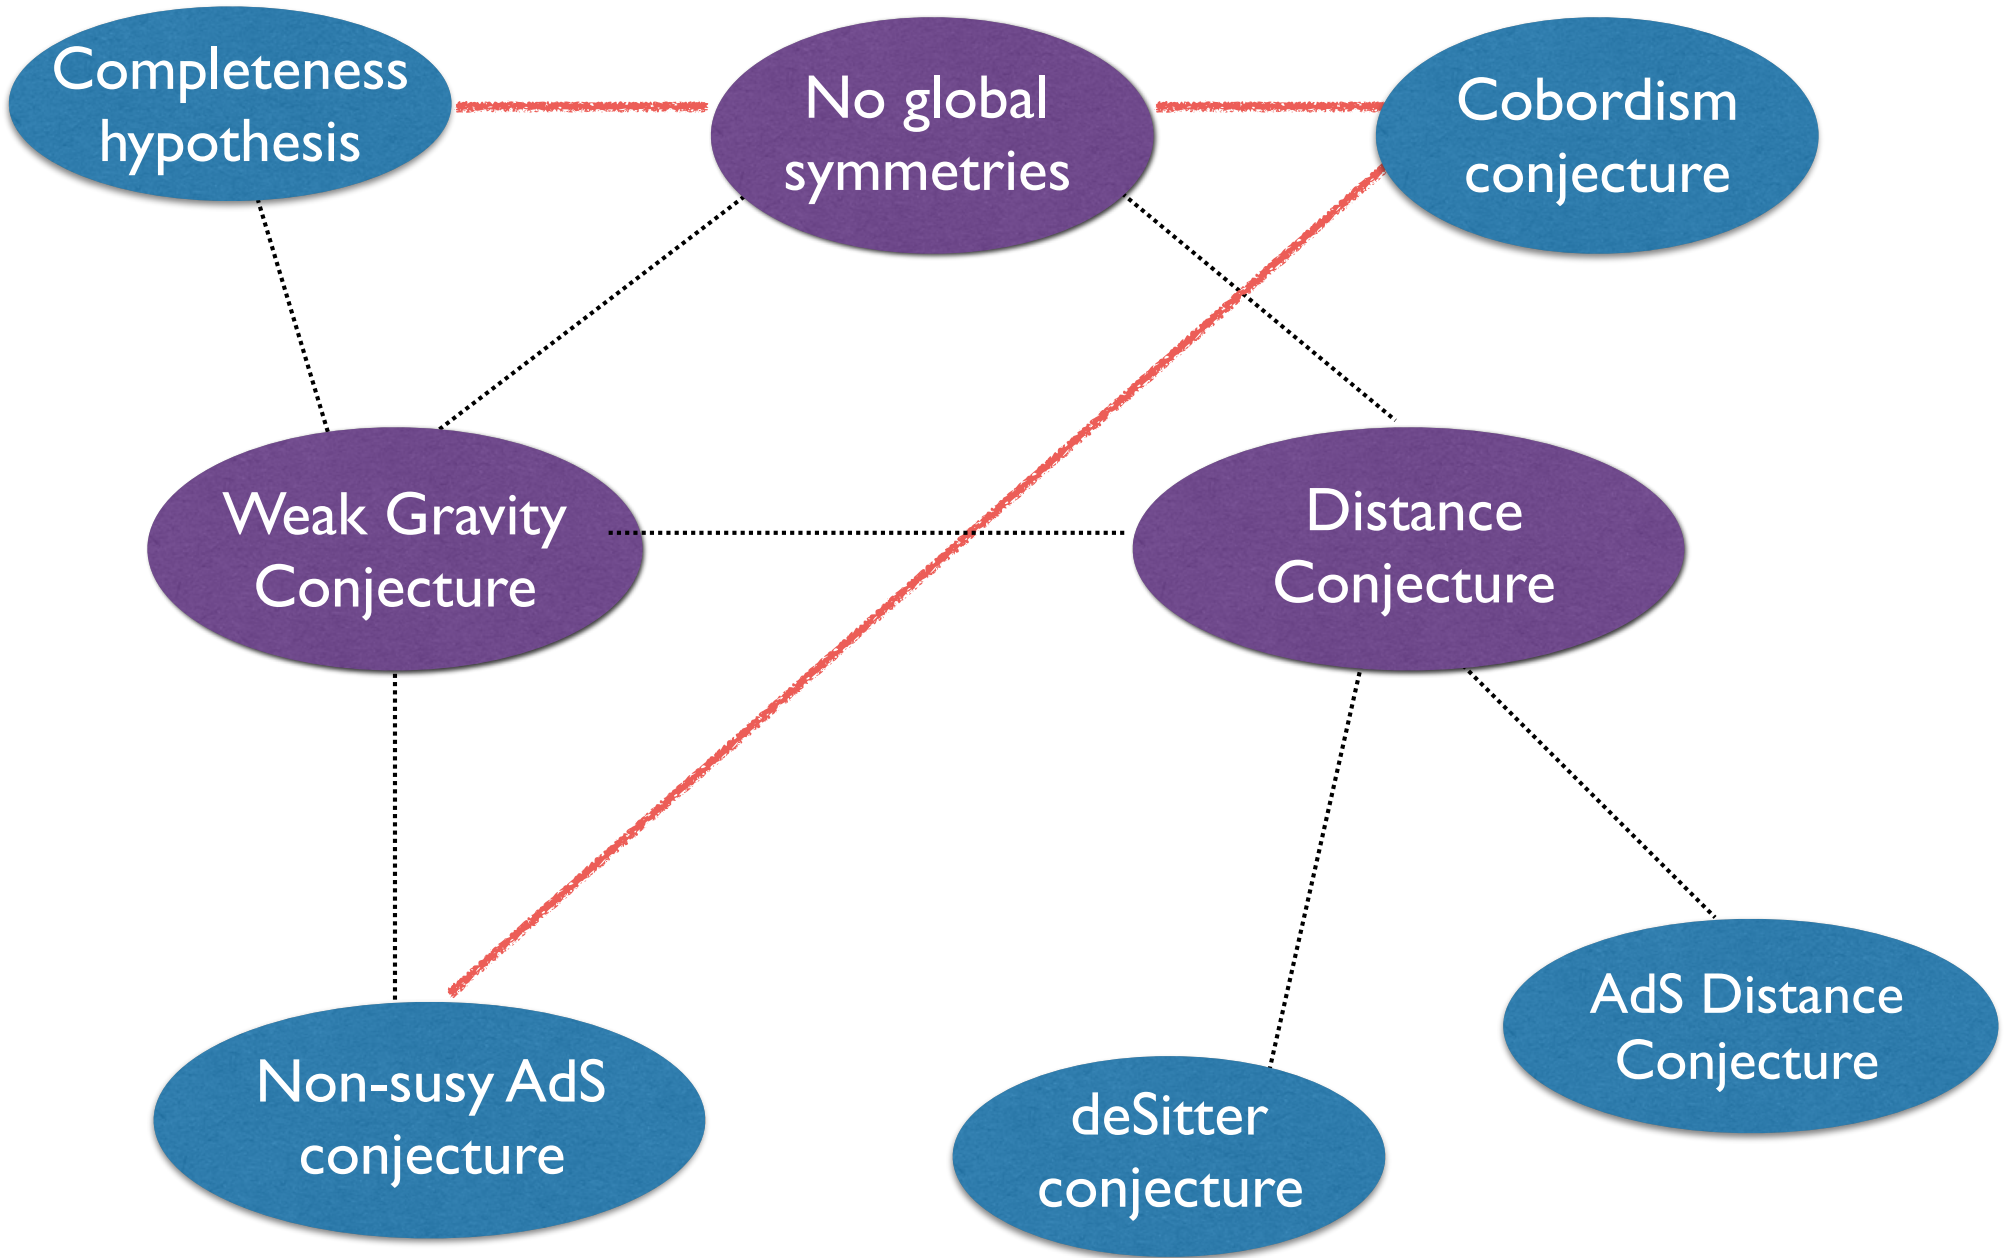 Completeness
hypothesis
No global
symmetries
Cobordism
conjecture
Weak Gravity
Conjecture
Distance
Conjecture
Non-susy AdS
conjecture
deSitter
conjecture
AdS Distance
Conjecture